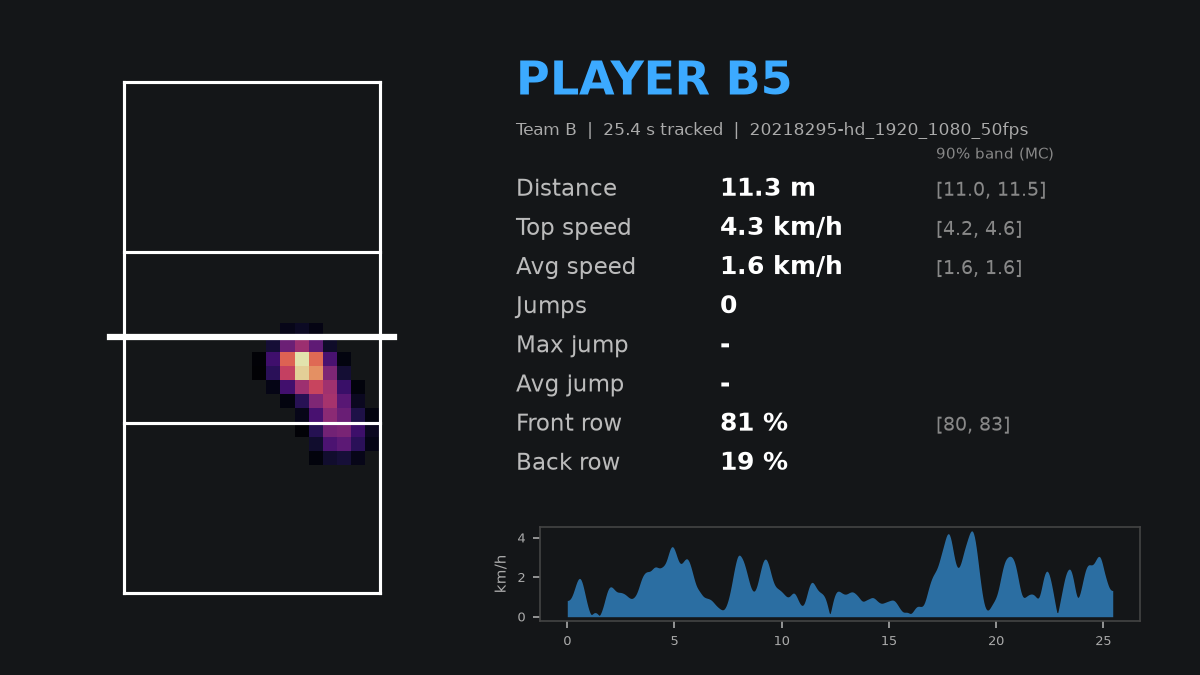 PLAYER B5
Team B | 25.4 s tracked | 20218295-hd_1920_1080_50fps
90% band (MC)
Distance 11.3 m [11.0, 11.5]
Top speed 4.3 km/h [4.2, 4.6]
Avg speed 1.6 km/h [1.6, 1.6]
Jumps 0
Max jump -
Avg jump -
Front row 81 % [80, 83]
Back row 19 %
km/h
4
2
0
0 5 10 15 20 25